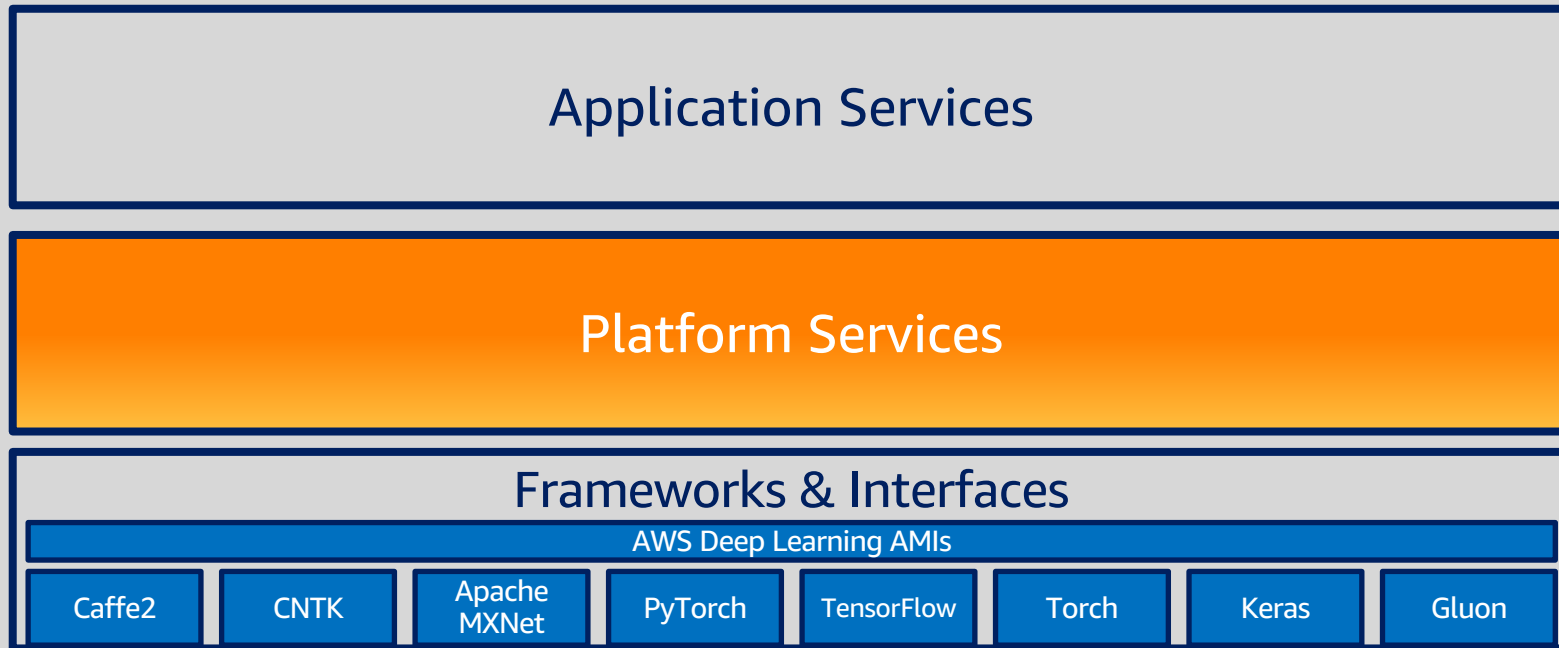 Application Services
Platform Services
Frameworks & Interfaces
AWS Deep Learning AMIs
Caffe2
CNTK
Apache
MXNet
PyTorch
TensorFlow
Torch
Keras
Gluon